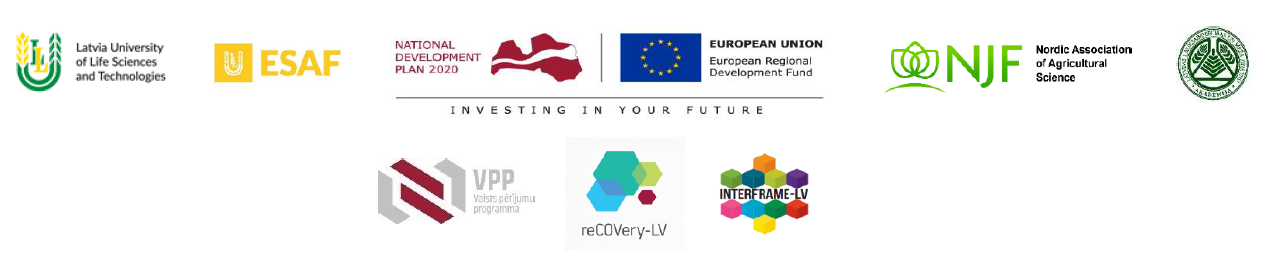 Latvia University
of Life Sciences
and Technologies
ESAF
NATIONAL
DEVELOPMENT
PLAN 2020
EUROPEAN UNION
European Regional
Development Fund
INVESTING IN YOUR FUTURE
NJF
Nordic Association
of Agricultural
Science
AKADĒMIJA
VPP
Valsts pētījumu
programma
reCOVery-LV
INTERFRAME-LV